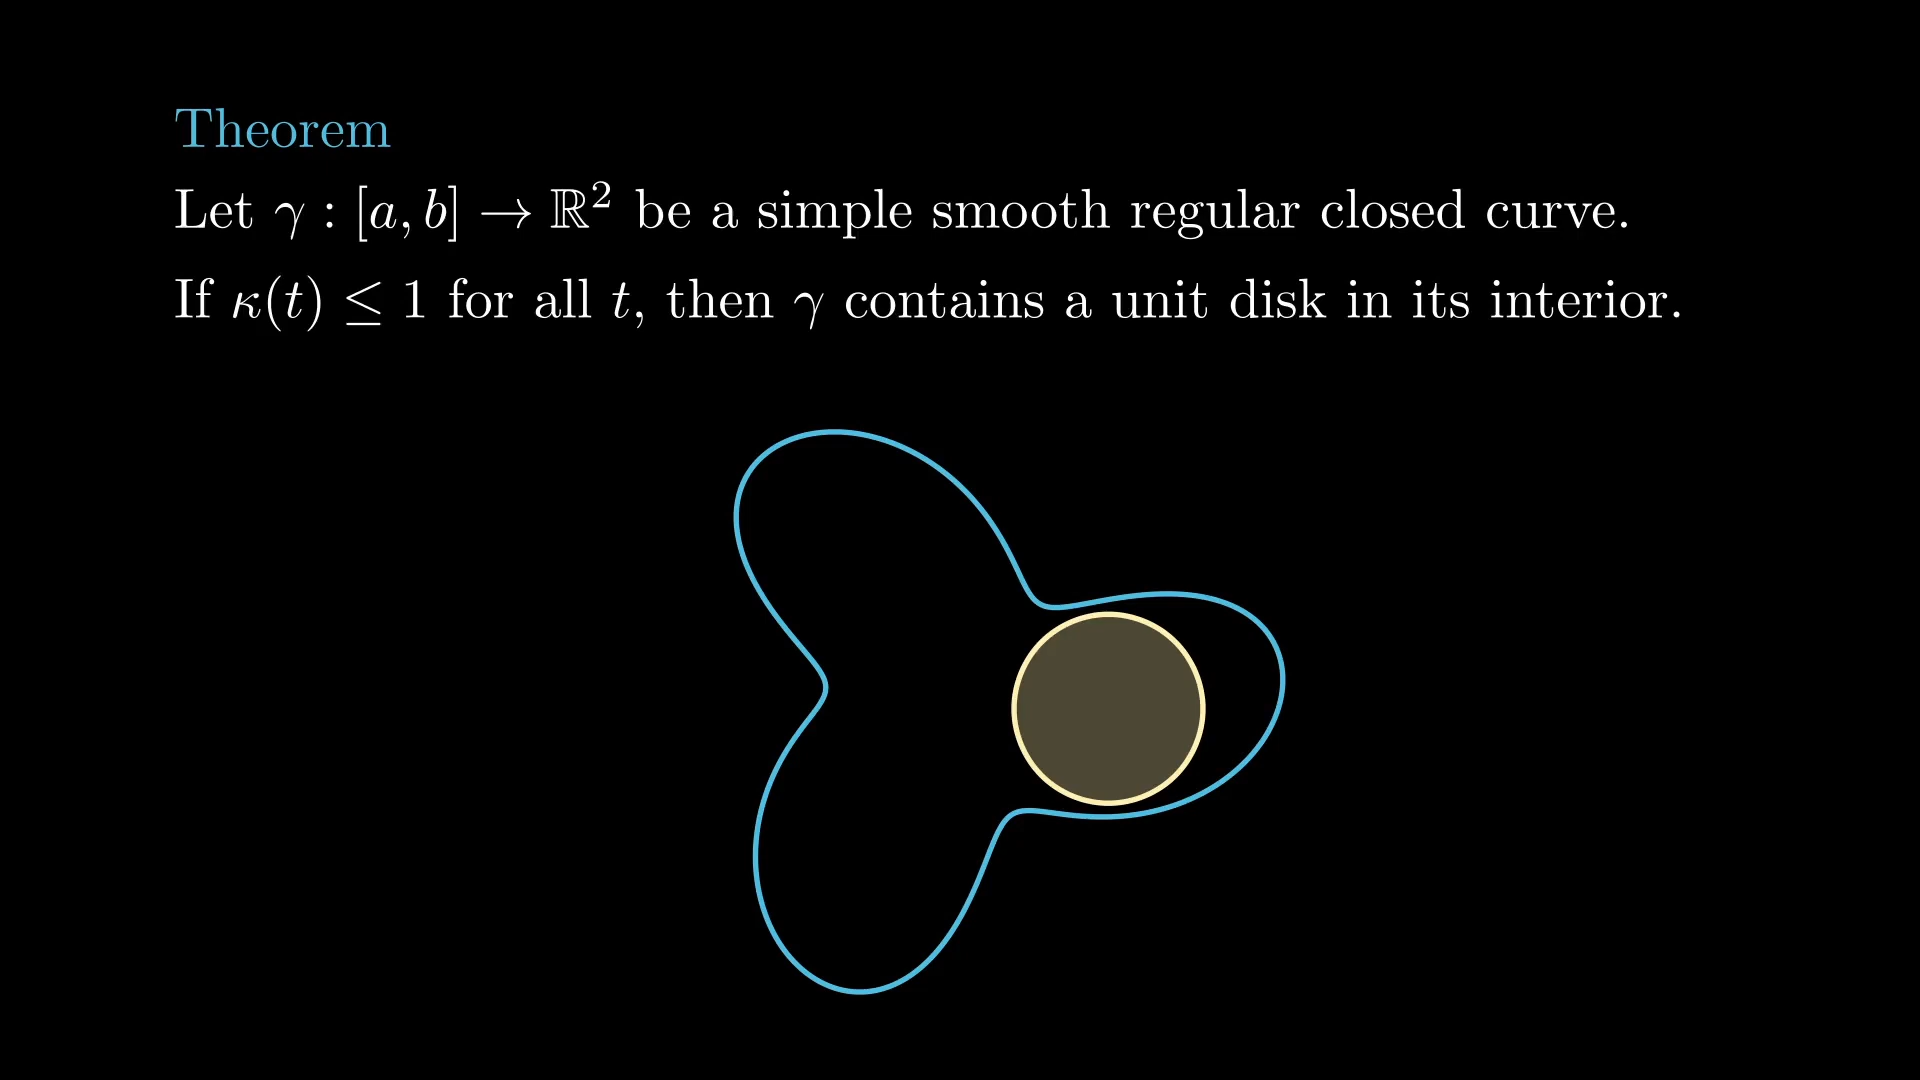 Theorem
Let γ : [a, b] → ℝ² be a simple smooth regular closed curve.
If κ(t) ≤ 1 for all t, then γ contains a unit disk in its interior.